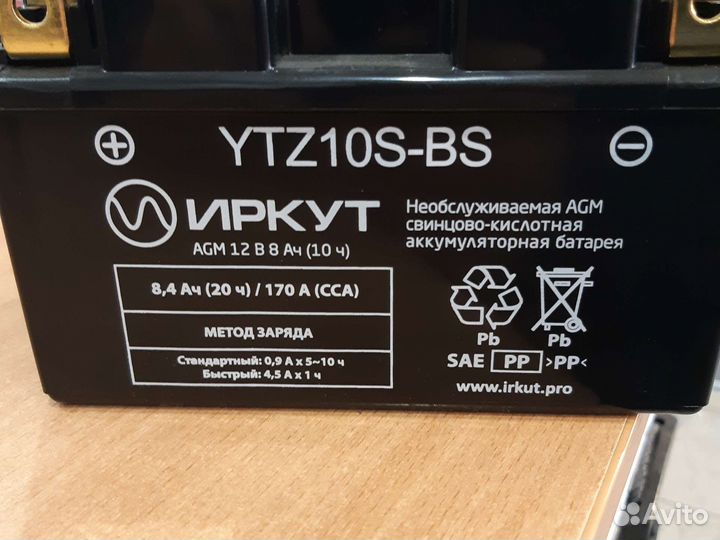 YTZ10S-BS
ИРКУТ
AGM 12 В 8 Ач (10 ч)
Необслуживаемая AGM
свинцово-кислотная
аккумуляторная батарея
8,4 Ач (20 ч) / 170 А (CCA)
МЕТОД ЗАРЯДА
Стандартный: 0,9 А х 5~10 ч
Быстрый: 4,5 А х 1 ч
Pb Pb
SAE PP >PP<
www.irkut.pro
Avito